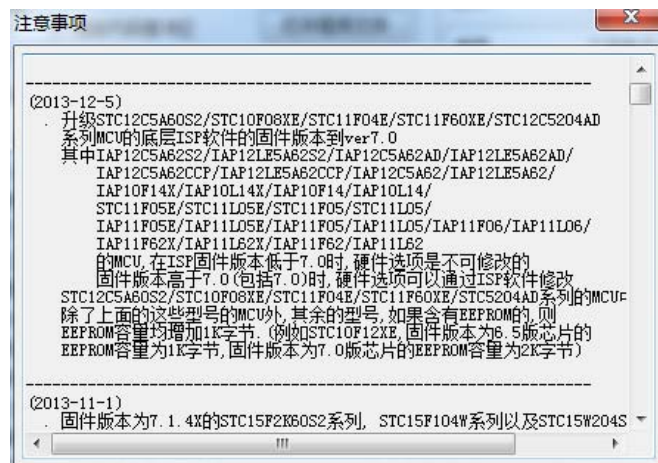 注意事项
----------------------------------------------------------------
(2013-12-5)
. 升级STC12C5A60S2/STC10F08XE/STC11F04E/STC11F60XE/STC12C5204AD
系列MCU的底层ISP软件的固件版本到ver7.0
其中IAP12C5A62S2/IAP12LE5A62S2/IAP12C5A62AD/IAP12LE5A62AD/
IAP12C5A62CCP/IAP12LE5A62CCP/IAP12C5A62/IAP12LE5A62/
IAP10F14X/IAP10L14X/IAP10F14/IAP10L14/
STC11F05E/STC11L05E/STC11F05/STC11L05/
IAP11F05E/IAP11L05E/IAP11F05/IAP11L05/IAP11F06/IAP11L06/
IAP11F62X/IAP11L62X/IAP11F62/IAP11L62
的MCU,在ISP固件版本低于7.0时,硬件选项是不可修改的
固件版本高于7.0(包括7.0)时,硬件选项可以通过ISP软件修改
STC12C5A60S2/STC10F08XE/STC11F04E/STC11F60XE/STC5204AD系列的MCU
除了上面的这些型号的MCU外,其余的型号,如果含有EEPROM的,则
EEPROM容量均增加1K字节.(例如STC10F12XE,固件版本为6.5版芯片的
EEPROM容量为1K字节,固件版本为7.0版芯片的EEPROM容量为2K字节)
----------------------------------------------------------------
(2013-11-1)
. 固件版本为7.1.4X的STC15F2K60S2系列, STC15F104W系列以及STC15W204S